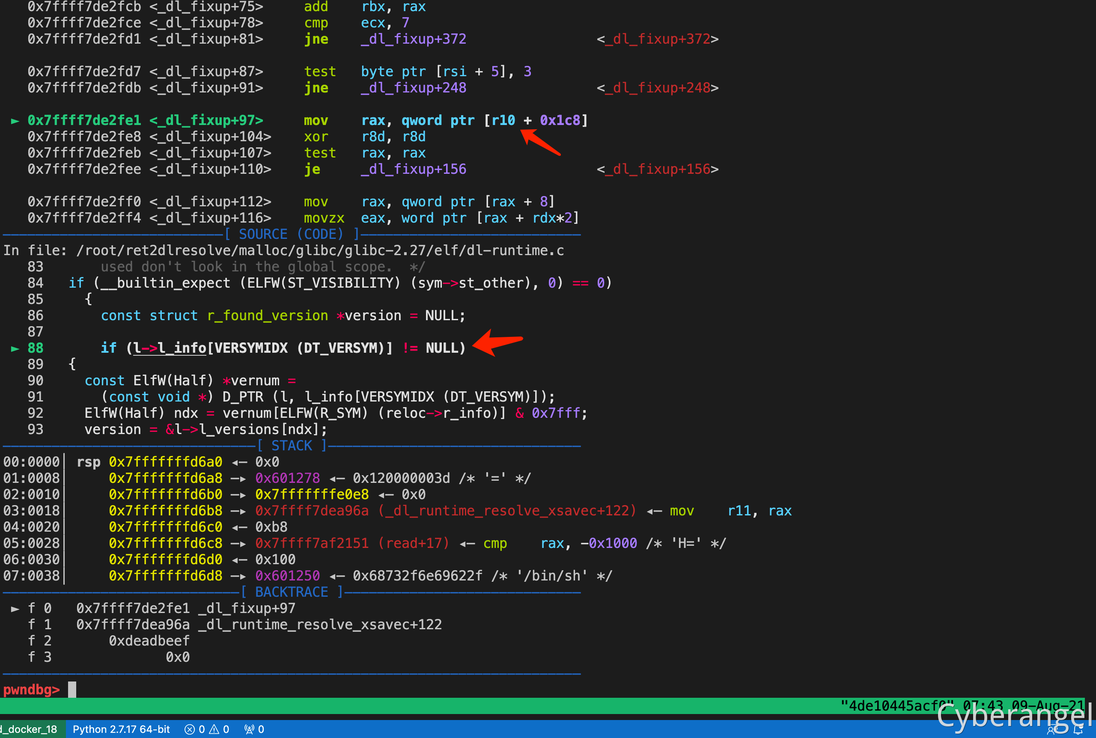 0x7ffff7de2fcb <_dl_fixup+75>     add    rbx, rax
0x7ffff7de2fce <_dl_fixup+78>     cmp    ecx, 7
0x7ffff7de2fd1 <_dl_fixup+81>     jne    _dl_fixup+372                <_dl_fixup+372>
0x7ffff7de2fd7 <_dl_fixup+87>     test   byte ptr [rsi + 5], 3
0x7ffff7de2fdb <_dl_fixup+91>     jne    _dl_fixup+248                <_dl_fixup+248>
► 0x7ffff7de2fe1 <_dl_fixup+97>     mov    rax, qword ptr [r10 + 0x1c8]
0x7ffff7de2fe8 <_dl_fixup+104>    xor    r8d, r8d
0x7ffff7de2feb <_dl_fixup+107>    test   rax, rax
0x7ffff7de2fee <_dl_fixup+110>    je     _dl_fixup+156                <_dl_fixup+156>
0x7ffff7de2ff0 <_dl_fixup+112>    mov    rax, qword ptr [rax + 8]
0x7ffff7de2ff4 <_dl_fixup+116>    movzx  eax, word ptr [rax + rdx*2]
[ SOURCE (CODE) ]
In file: /root/ret2dlresolve/malloc/glibc/glibc-2.27/elf/dl-runtime.c
83        used don't look in the global scope.  */
84   if (__builtin_expect (ELFW(ST_VISIBILITY) (sym->st_other), 0) == 0)
85     {
86       const struct r_found_version *version = NULL;
87
► 88       if (l->l_info[VERSYMIDX (DT_VERSYM)] != NULL)
89   {
90     const ElfW(Half) *vernum =
91       (const void *) D_PTR (l, l_info[VERSYMIDX (DT_VERSYM)]);
92     ElfW(Half) ndx = vernum[ELFW(R_SYM) (reloc->r_info)] & 0x7fff;
93     version = &l->l_versions[ndx];
[ STACK ]
00:0000│ rsp 0x7fffffffd6a0 ◂— 0x0
01:0008│     0x7fffffffd6a8 —▸ 0x601278 ◂— 0x120000003d /* '=' */
02:0010│     0x7fffffffd6b0 —▸ 0x7fffffffe0e8 ◂— 0x0
03:0018│     0x7fffffffd6b8 —▸ 0x7ffff7dea96a (_dl_runtime_resolve_xsavec+122) ◂— mov    r11, rax
04:0020│     0x7fffffffd6c0 ◂— 0xb8
05:0028│     0x7fffffffd6c8 —▸ 0x7ffff7af2151 (read+17) ◂— cmp    rax, -0x1000 /* 'H=' */
06:0030│     0x7fffffffd6d0 ◂— 0x100
07:0038│     0x7fffffffd6d8 —▸ 0x601250 ◂— 0x68732f6e69622f /* '/bin/sh' */
[ BACKTRACE ]
► f 0   0x7ffff7de2fe1 _dl_fixup+97
f 1   0x7ffff7dea96a _dl_runtime_resolve_xsavec+122
f 2       0xdeadbeef
f 3              0x0
pwndbg>
"4de10445acf0" 07:43 09-Aug-21
Cyberangel
d_docker_18   Python 2.7.17 64-bit   0   0   0